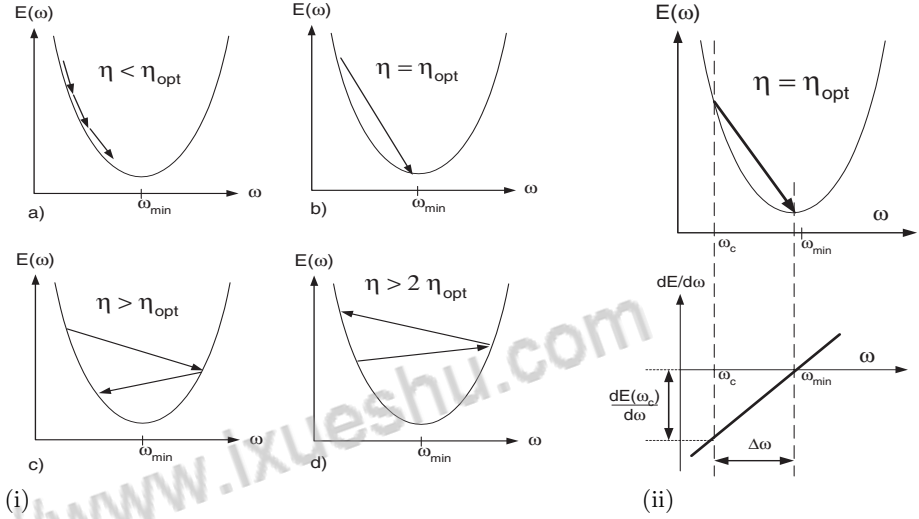 E(ω)
η < η_opt
ω_min
ω
a)
E(ω)
η = η_opt
ω_min
ω
b)
E(ω)
η > η_opt
ω_min
ω
c)
E(ω)
η > 2 η_opt
ω_min
ω
d)
(i)
E(ω)
η = η_opt
ω
ω_c
ω_min
dE/dω
ω
ω_c
ω_min
dE(ω_c)
dω
Δω
(ii)
www.ixueshu.com